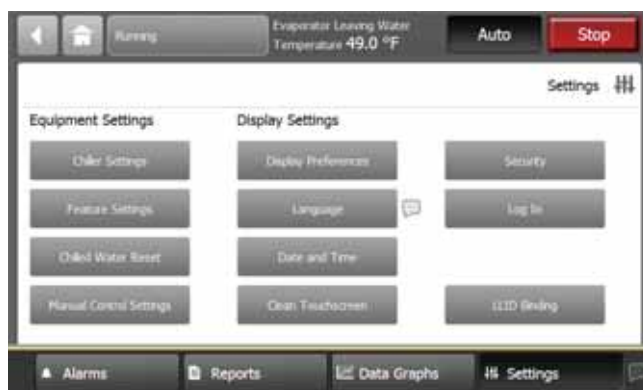 Running
Evaporator Leaving Water
Temperature 49.0 °F
Auto
Stop
Settings
Equipment Settings
Display Settings
Chiller Settings
Display Preferences
Security
Feature Settings
Language
Log In
Chilled Water Reset
Date and Time
Manual Control Settings
Clean Touchscreen
LLID Binding
Alarms
Reports
Data Graphs
Settings